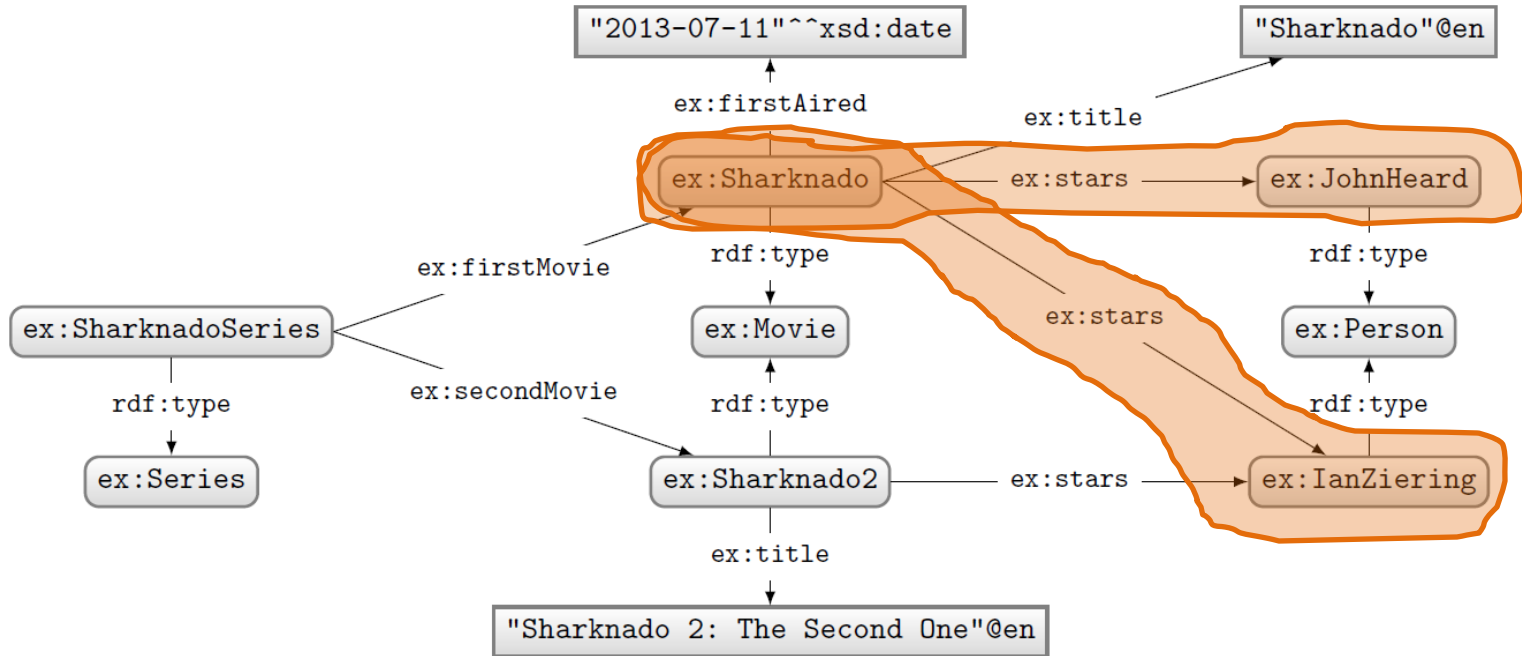 "2013-07-11"^^xsd:date
"Sharknado"@en
ex:firstAired
ex:title
ex:Sharknado
ex:stars
ex:JohnHeard
rdf:type
rdf:type
ex:firstMovie
ex:SharknadoSeries
ex:Movie
ex:stars
ex:Person
ex:secondMovie
rdf:type
rdf:type
rdf:type
ex:Series
ex:Sharknado2
ex:stars
ex:IanZiering
ex:title
"Sharknado 2: The Second One"@en